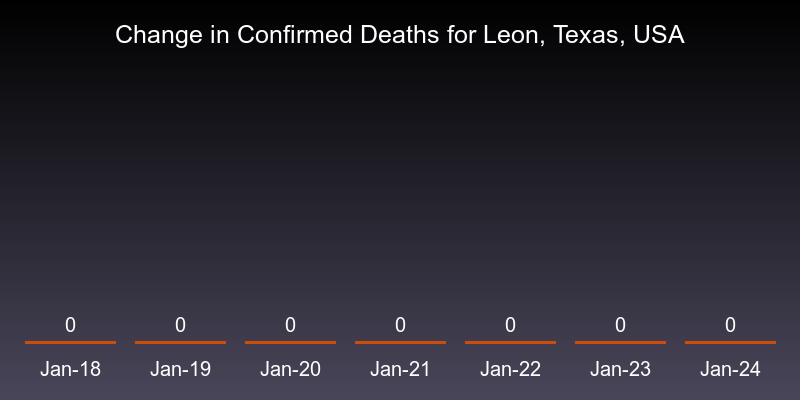 Change in Confirmed Deaths for Leon, Texas, USA
0 0 0 0 0 0 0
Jan-18 Jan-19 Jan-20 Jan-21 Jan-22 Jan-23 Jan-24